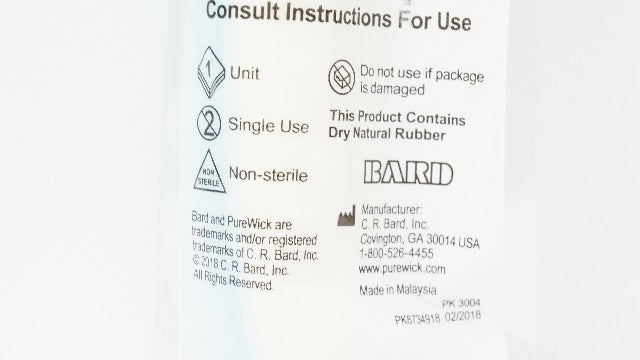 Consult Instructions For Use
1 Unit
Do not use if package
is damaged
2 Single Use
This Product Contains
Dry Natural Rubber
NON
STERILE
Non-sterile
BARD
Bard and PureWick are
trademarks and/or registered
trademarks of C. R. Bard, Inc.
© 2018 C. R. Bard, Inc.
All Rights Reserved.
Manufacturer:
C. R. Bard, Inc.
Covington, GA 30014 USA
1-800-526-4455
www.purewick.com
Made in Malaysia
PK 3004
PK8734918 02/2018